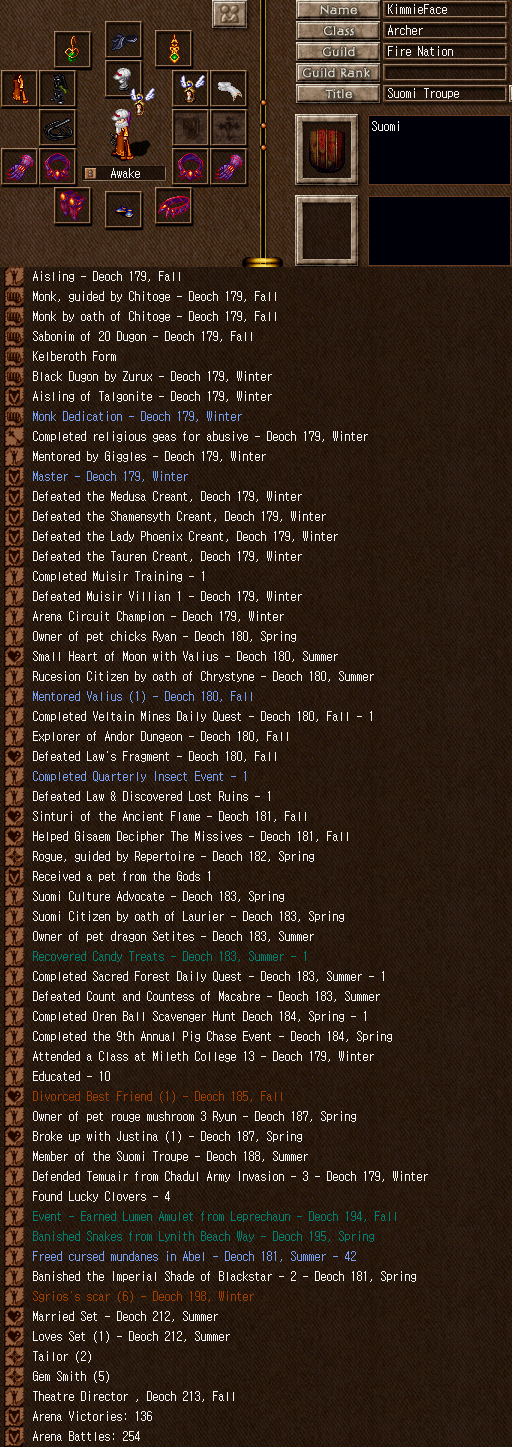 Name KimmieFace
Class Archer
Guild Fire Nation
Guild Rank
Title Suomi Troupe
Suomi
Awake
Aisling - Deoch 179, Fall
Monk, guided by Chitoge - Deoch 179, Fall
Monk by oath of Chitoge - Deoch 179, Fall
Sabonim of 20 Dugon - Deoch 179, Fall
Kelberoth Form
Black Dugon by Zurux - Deoch 179, Winter
Aisling of Talgonite - Deoch 179, Winter
Monk Dedication - Deoch 179, Winter
Completed religious geas for abusive - Deoch 179, Winter
Mentored by Giggles - Deoch 179, Winter
Master - Deoch 179, Winter
Defeated the Medusa Creant, Deoch 179, Winter
Defeated the Shamensyth Creant, Deoch 179, Winter
Defeated the Lady Phoenix Creant, Deoch 179, Winter
Defeated the Tauren Creant, Deoch 179, Winter
Completed Muisir Training - 1
Defeated Muisir Villian 1 - Deoch 179, Winter
Arena Circuit Champion - Deoch 179, Winter
Owner of pet chicks Ryan - Deoch 180, Spring
Small Heart of Moon with Valius - Deoch 180, Summer
Rucesion Citizen by oath of Chrystyne - Deoch 180, Summer
Mentored Valius (1) - Deoch 180, Fall
Completed Veltain Mines Daily Quest - Deoch 180, Fall - 1
Explorer of Andor Dungeon - Deoch 180, Fall
Defeated Law's Fragment - Deoch 180, Fall
Completed Quarterly Insect Event - 1
Defeated Law & Discovered Lost Ruins - 1
Sinturi of the Ancient Flame - Deoch 181, Fall
Helped Gisaem Decipher The Missives - Deoch 181, Fall
Rogue, guided by Repertoire - Deoch 182, Spring
Received a pet from the Gods 1
Suomi Culture Advocate - Deoch 183, Spring
Suomi Citizen by oath of Laurier - Deoch 183, Spring
Owner of pet dragon Setites - Deoch 183, Summer
Recovered Candy Treats - Deoch 183, Summer - 1
Completed Sacred Forest Daily Quest - Deoch 183, Summer - 1
Defeated Count and Countess of Macabre - Deoch 183, Summer
Completed Oren Ball Scavenger Hunt Deoch 184, Spring - 1
Completed the 9th Annual Pig Chase Event - Deoch 184, Spring
Attended a Class at Mileth College 13 - Deoch 179, Winter
Educated - 10
Divorced Best Friend (1) - Deoch 185, Fall
Owner of pet rouge mushroom 3 Ryun - Deoch 187, Spring
Broke up with Justina (1) - Deoch 187, Spring
Member of the Suomi Troupe - Deoch 188, Summer
Defended Temuair from Chadul Army Invasion - 3 - Deoch 179, Winter
Found Lucky Clovers - 4
Event - Earned Lumen Amulet from Leprechaun - Deoch 194, Fall
Banished Snakes from Lynith Beach Way - Deoch 195, Spring
Freed cursed mundanes in Abel - Deoch 181, Summer - 42
Banished the Imperial Shade of Blackstar - 2 - Deoch 181, Spring
Sgrios's scar (6) - Deoch 198, Winter
Married Set - Deoch 212, Summer
Loves Set (1) - Deoch 212, Summer
Tailor (2)
Gem Smith (5)
Theatre Director , Deoch 213, Fall
Arena Victories: 136
Arena Battles: 254